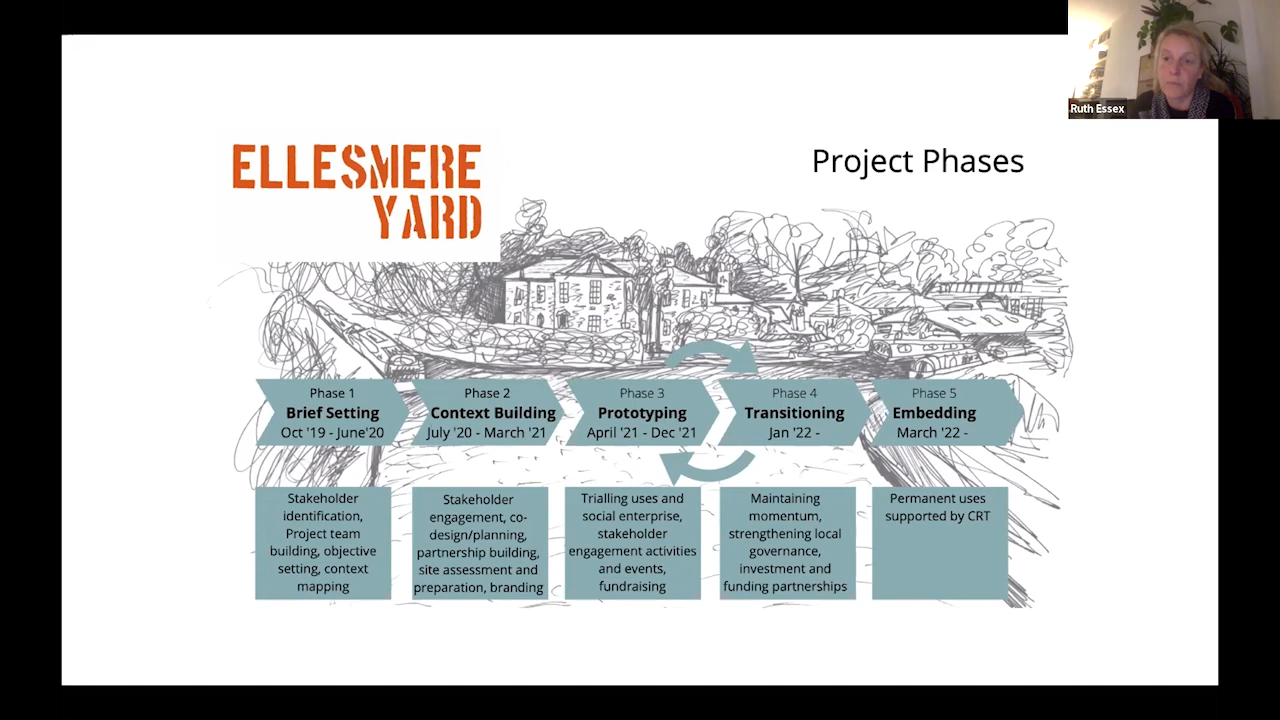 Ruth Essex
ELLESMERE
YARD
Project Phases
Phase 1
Brief Setting
Oct '19 - June'20
Phase 2
Context Building
July '20 - March '21
Phase 3
Prototyping
April '21 - Dec '21
Phase 4
Transitioning
Jan '22 -
Phase 5
Embedding
March '22 -
Stakeholder
identification,
Project team
building, objective
setting, context
mapping
Stakeholder
engagement, co-
design/planning,
partnership building,
site assessment and
preparation, branding
Trialling uses and
social enterprise,
stakeholder
engagement activities
and events,
fundraising
Maintaining
momentum,
strengthening local
governance,
investment and
funding partnerships
Permanent uses
supported by CRT